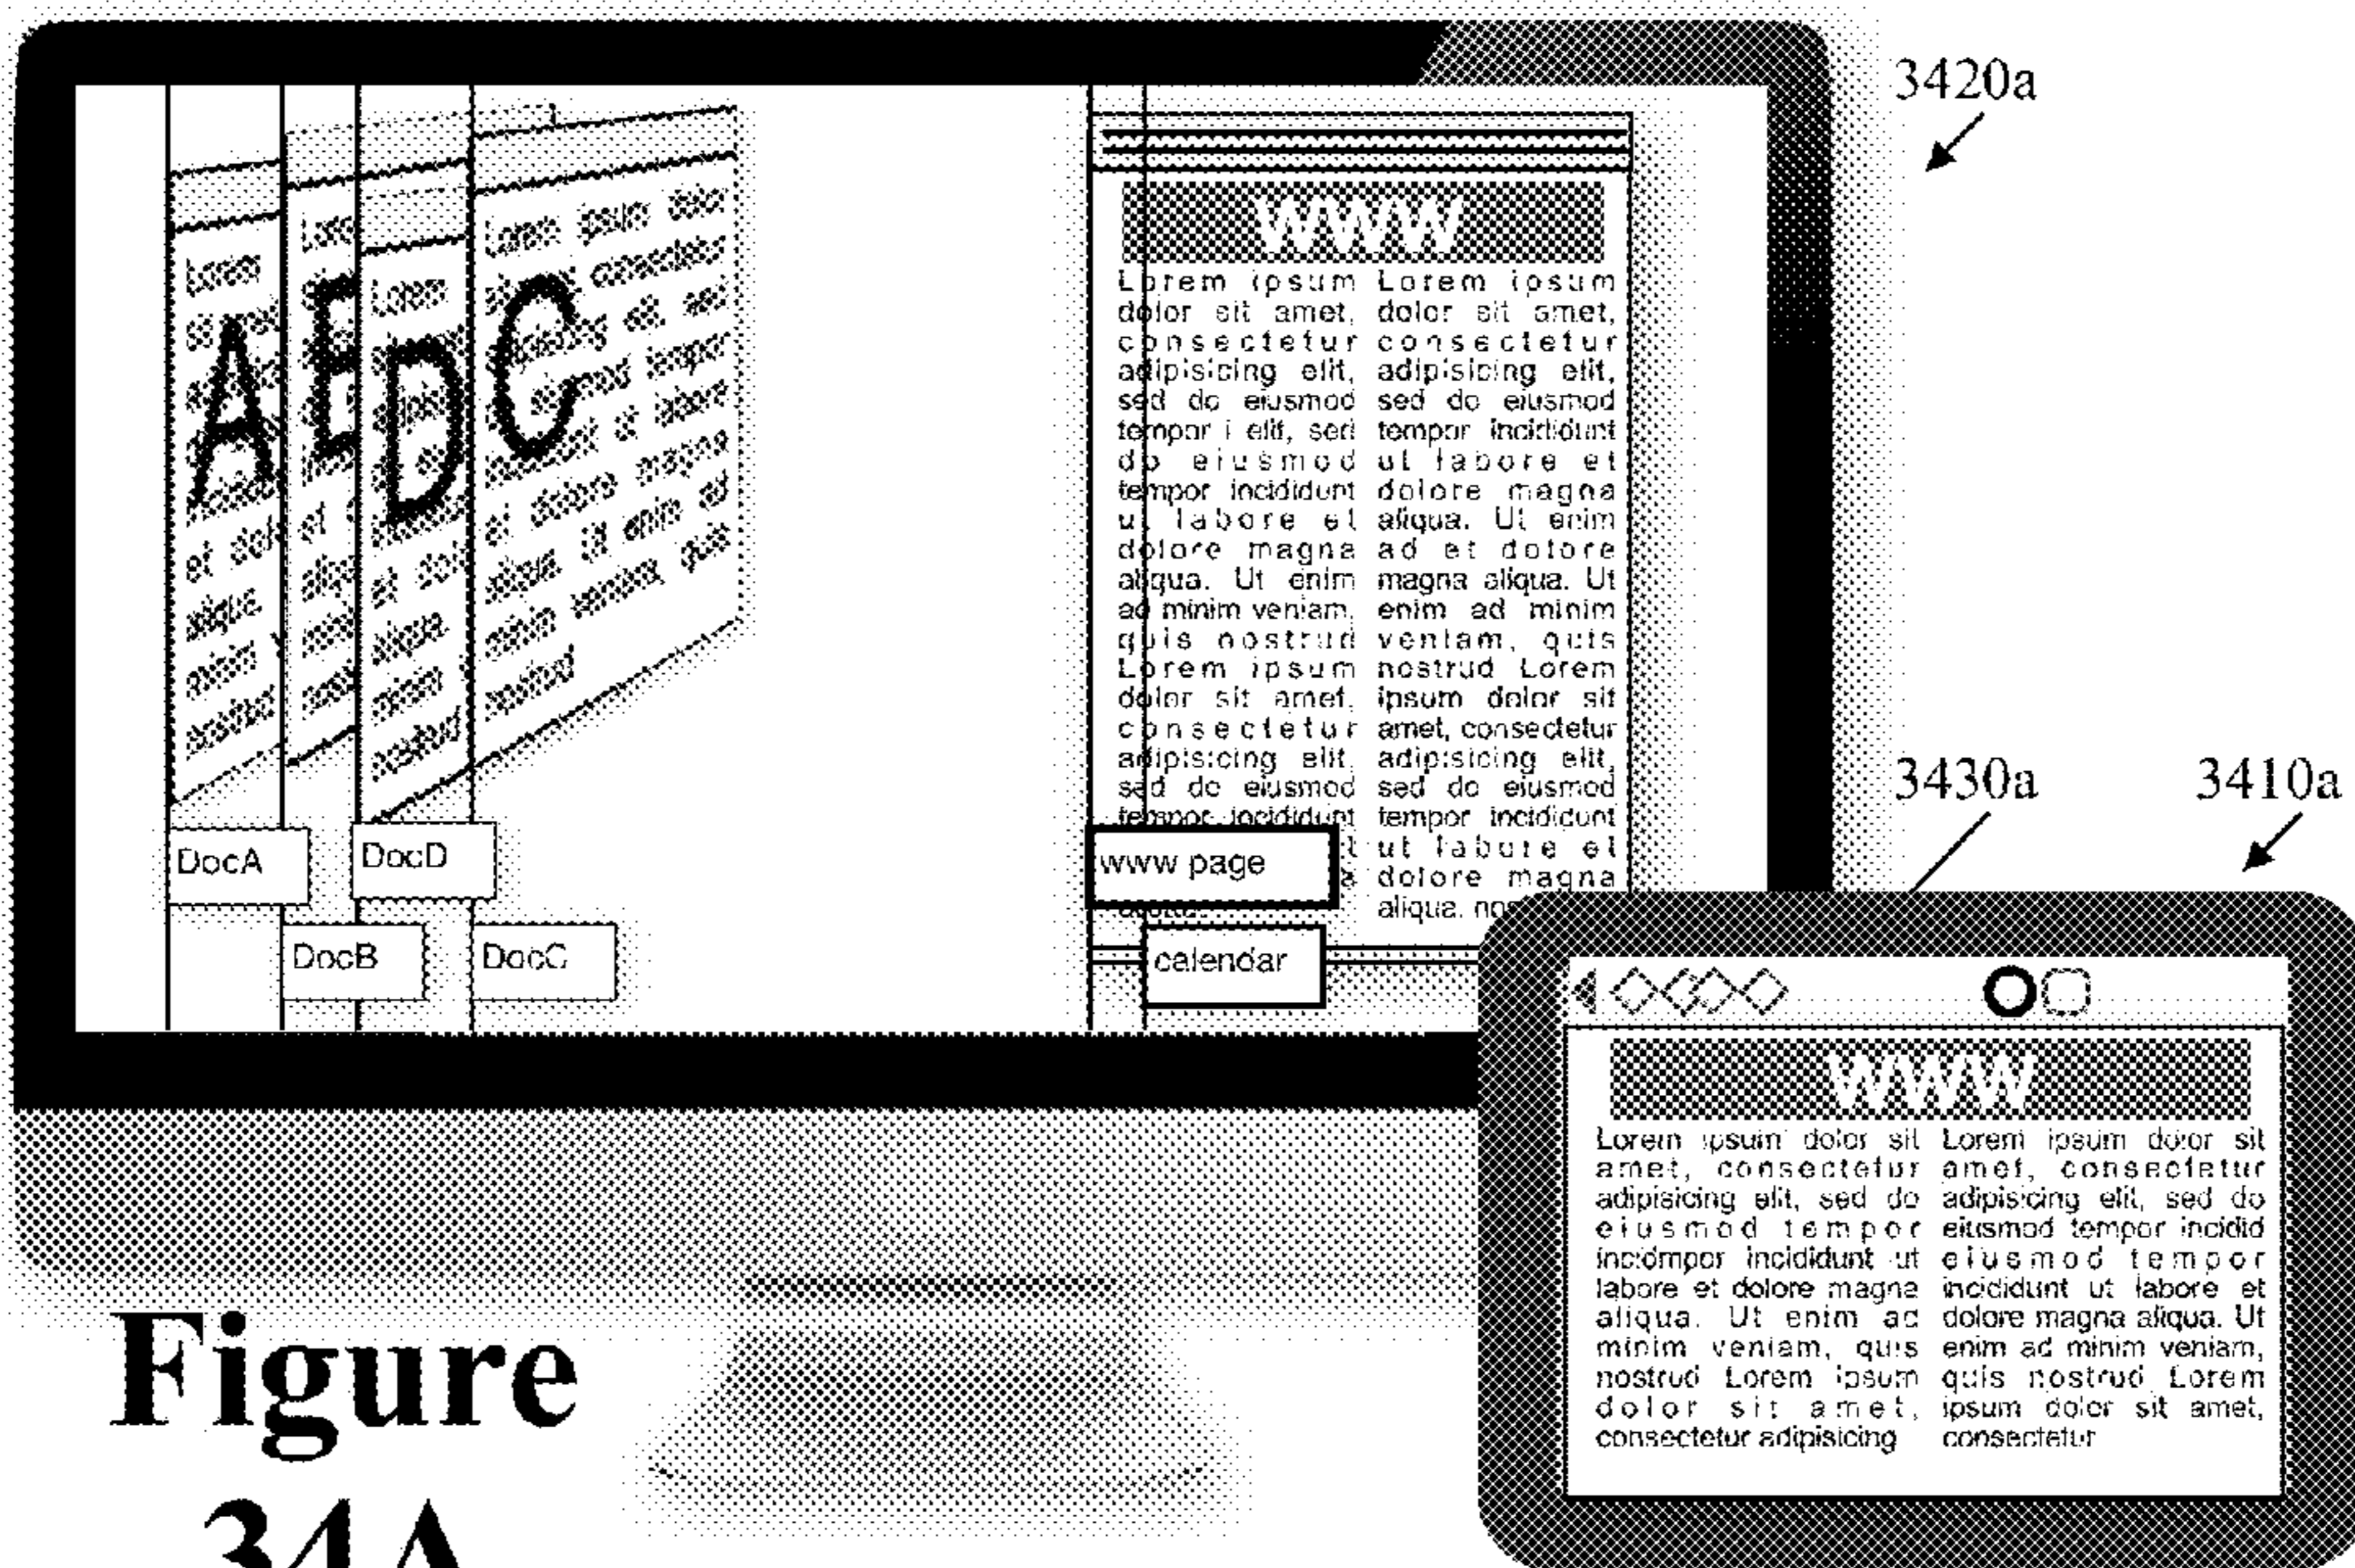 3420a
A
B
D
C
Lorem
Lorem ipsum dolor
www
Lorem ipsum
dolor sit amet,
consectetur
adipisicing elit,
sed do eiusmod
tempor i elit, sed
do eiusmod
tempor incididunt
ut labore et
dolore magna
aliqua. Ut enim
ad minim veniam,
quis nostrud
Lorem ipsum
dolor sit amet,
consectetur
adipisicing elit,
sed do eiusmod
tempor incididunt
Lorem ipsum
dolor sit amet,
consectetur
adipisicing elit,
sed do eiusmod
tempor incididunt
ut labore et
dolore magna
aliqua. Ut enim
ad et dolore
magna aliqua. Ut
enim ad minim
veniam, quis
nostrud Lorem
ipsum dolor sit
amet, consectetur
adipisicing elit,
sed do eiusmod
tempor incididunt
ut labore et
dolore magna
aliqua. nos
DocA
DocD
DocB
DocC
www page
calendar
3430a
3410a
www
Lorem ipsum dolor sit
amet, consectetur
adipisicing elit, sed do
eiusmod tempor
incidmpor incididunt ut
labore et dolore magna
aliqua. Ut enim ad
minim veniam, quis
nostrud Lorem ipsum
dolor sit amet,
consectetur adipisicing
Lorem ipsum dolor sit
amet, consectetur
adipisicing elit, sed do
eiusmod tempor incidid
eiusmod tempor
incididunt ut labore et
dolore magna aliqua. Ut
enim ad minim veniam,
quis nostrud Lorem
ipsum dolor sit amet,
consectetur
Figure
34A